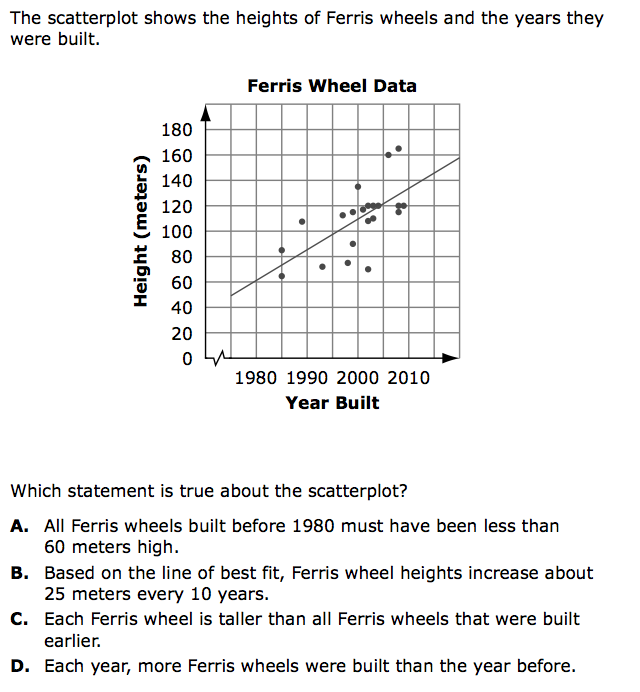 The scatterplot shows the heights of Ferris wheels and the years they
were built.
Ferris Wheel Data
Height (meters)
180
160
140
120
100
80
60
40
20
0
1980 1990 2000 2010
Year Built
Which statement is true about the scatterplot?
A. All Ferris wheels built before 1980 must have been less than
60 meters high.
B. Based on the line of best fit, Ferris wheel heights increase about
25 meters every 10 years.
C. Each Ferris wheel is taller than all Ferris wheels that were built
earlier.
D. Each year, more Ferris wheels were built than the year before.